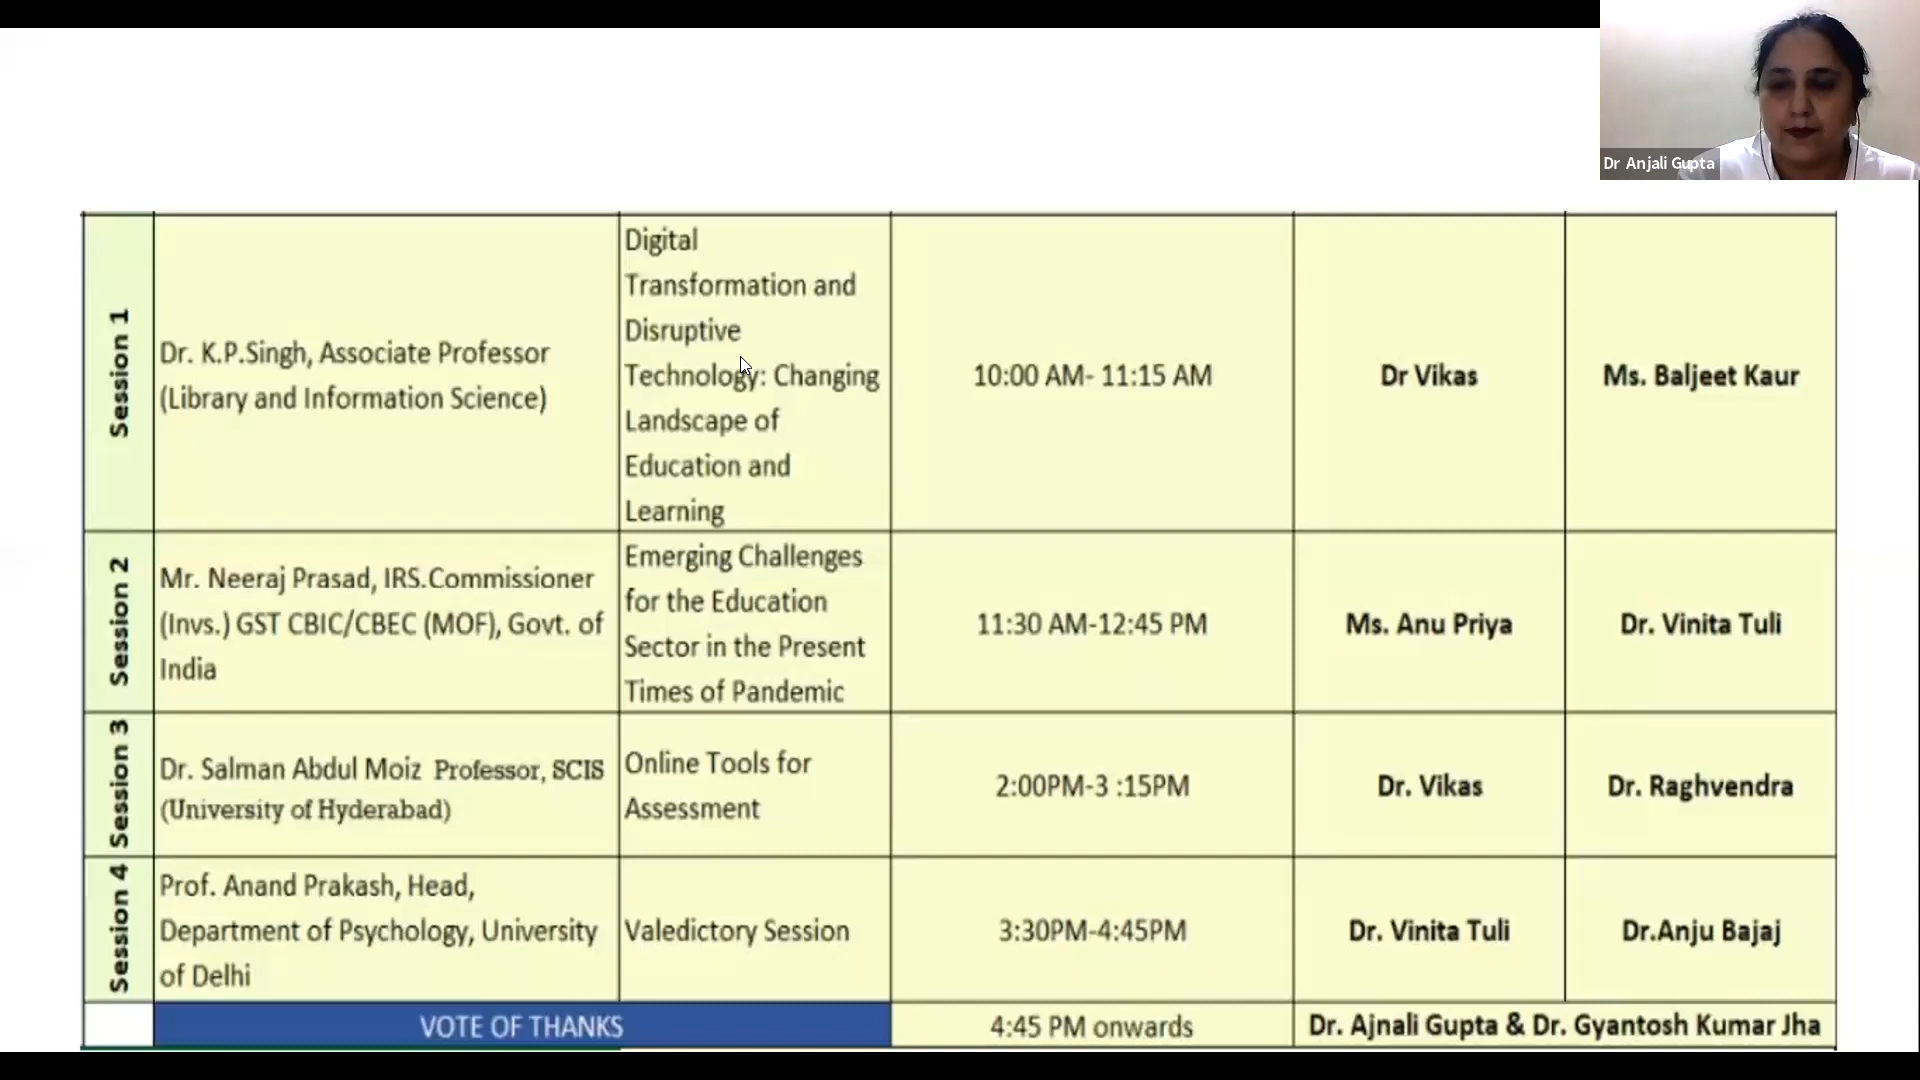 Dr Anjali Gupta
Session 1
Dr. K.P.Singh, Associate Professor
(Library and Information Science)
Digital
Transformation and
Disruptive
Technology: Changing
Landscape of
Education and
Learning
10:00 AM- 11:15 AM
Dr Vikas
Ms. Baljeet Kaur
Session 2
Mr. Neeraj Prasad, IRS.Commissioner
(Invs.) GST CBIC/CBEC (MOF), Govt. of
India
Emerging Challenges
for the Education
Sector in the Present
Times of Pandemic
11:30 AM-12:45 PM
Ms. Anu Priya
Dr. Vinita Tuli
Session 3
Dr. Salman Abdul Moiz Professor, SCIS
(University of Hyderabad)
Online Tools for
Assessment
2:00PM-3 :15PM
Dr. Vikas
Dr. Raghvendra
Session 4
Prof. Anand Prakash, Head,
Department of Psychology, University
of Delhi
Valedictory Session
3:30PM-4:45PM
Dr. Vinita Tuli
Dr.Anju Bajaj
VOTE OF THANKS
4:45 PM onwards
Dr. Ajnali Gupta & Dr. Gyantosh Kumar Jha